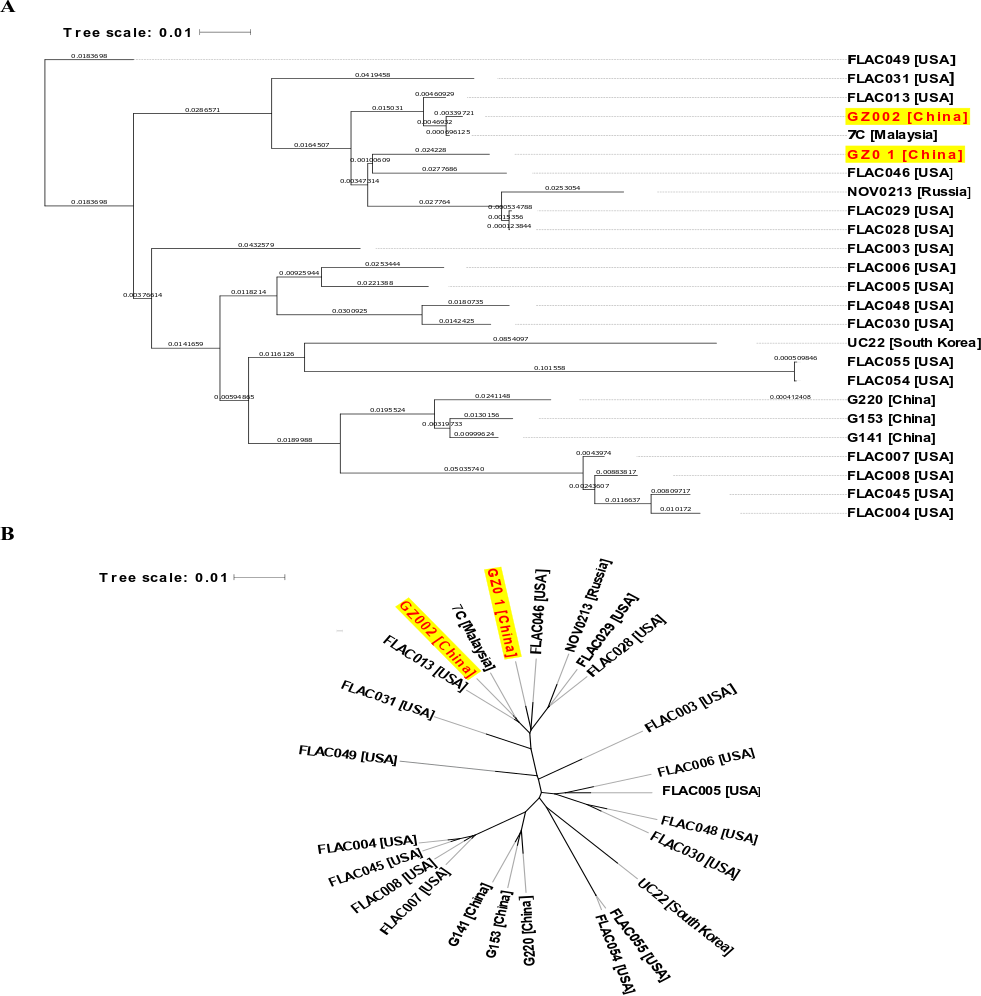 A
Tree scale: 0.01
0.0183698
FLAC049 [USA]
0.0419458
FLAC031 [USA]
0.00460929
FLAC013 [USA]
0.0286571
0.015031
0.00339721
GZ002 [China]
0.0046932
0.000696125
7C [Malaysia]
0.0164507
0.024228
GZ0 1 [China]
0.00100609
0.0277686
FLAC046 [USA]
0.00347314
0.0253054
NOV0213 [Russia]
0.0183698
0.027764
0.000534788
FLAC029 [USA]
0.0015356
0.000123844
FLAC028 [USA]
0.0432579
FLAC003 [USA]
0.0253444
FLAC006 [USA]
0.00925944
0.0221388
FLAC005 [USA]
0.00376614
0.0118214
0.0180735
FLAC048 [USA]
0.0300925
0.0142425
FLAC030 [USA]
0.0141659
0.0854097
UC22 [South Korea]
0.0116126
0.000509846
FLAC055 [USA]
0.101558
FLAC054 [USA]
0.00594865
0.0241148
0.000412408
G220 [China]
0.0195524
0.0130156
G153 [China]
0.00319733
0.00999624
G141 [China]
0.0189988
0.0043974
FLAC007 [USA]
0.05035740
0.00883817
FLAC008 [USA]
0.00243607
0.00809717
FLAC045 [USA]
0.0116637
0.010172
FLAC004 [USA]
B
Tree scale: 0.01
GZ002 [China]
7C [Malaysia]
GZ0 1 [China]
FLAC046 [USA]
NOV0213 [Russia]
FLAC029 [USA]
FLAC028 [USA]
FLAC013 [USA]
FLAC031 [USA]
FLAC003 [USA]
FLAC049 [USA]
FLAC006 [USA]
FLAC005 [USA]
FLAC048 [USA]
FLAC030 [USA]
FLAC004 [USA]
FLAC045 [USA]
FLAC008 [USA]
FLAC007 [USA]
G141 [China]
G153 [China]
G220 [China]
FLAC054 [USA]
FLAC055 [USA]
UC22 [South Korea]